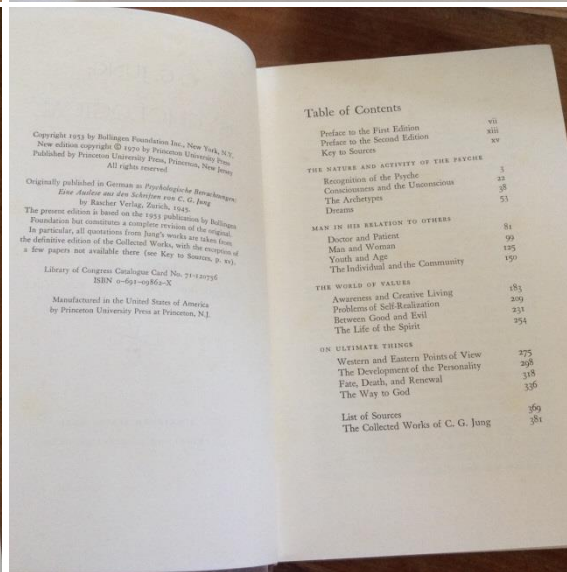 Copyright 1953 by Bollingen Foundation Inc., New York, N.Y.
New edition copyright © 1970 by Princeton University Press
Published by Princeton University Press, Princeton, New Jersey
All rights reserved
Originally published in German as Psychologische Betrachtungen:
Eine Auslese aus den Schriften von C. G. Jung
by Rascher Verlag, Zurich, 1945.
The present edition is based on the 1953 publication by Bollingen
Foundation but constitutes a complete revision of the original.
In particular, all quotations from Jung's works are taken from
the definitive edition of the Collected Works, with the exception of
a few papers not available there (see Key to Sources, p. xv).
Library of Congress Catalogue Card No. 71-120756
ISBN 0-691-09862-X
Manufactured in the United States of America
by Princeton University Press at Princeton, N.J.
Table of Contents
Preface to the First Edition vii
Preface to the Second Edition xiii
Key to Sources xv
THE NATURE AND ACTIVITY OF THE PSYCHE
Recognition of the Psyche 3
Consciousness and the Unconscious 22
The Archetypes 38
Dreams 53
MAN IN HIS RELATION TO OTHERS
Doctor and Patient 81
Man and Woman 99
Youth and Age 125
The Individual and the Community 150
THE WORLD OF VALUES
Awareness and Creative Living 183
Problems of Self-Realization 209
Between Good and Evil 231
The Life of the Spirit 254
ON ULTIMATE THINGS
Western and Eastern Points of View 275
The Development of the Personality 298
Fate, Death, and Renewal 318
The Way to God 336
List of Sources 369
The Collected Works of C. G. Jung 381